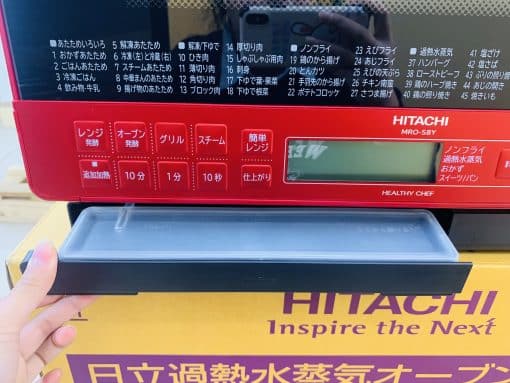 ■あたためいろいろ
1 おかずあたため
2 ごはんあたため
3 冷凍ごはん
4 飲み物・牛乳
5 解凍あたため
6 冷凍(左)と冷蔵(右)
7 スチームあたため
8 中華まんのあたため
9 揚げ物のあたため
■解凍/下ゆで
10 ひき肉
11 薄切り肉
12 角切り肉
13 ブロック肉
14 厚切り肉
15 しゃぶしゃぶ用肉
16 刺身
17 下ゆで葉・果菜
18 下ゆで根菜
■ノンフライ
19 鶏のから揚げ
20 とんカツ
21 手羽先のから揚げ
22 ポテトコロッケ
23 えびフライ
24 あじフライ
25 えびの天ぷら
26 チキン南蛮
27 さつま揚げ
■過熱水蒸気
37 ハンバーグ
38 ローストビーフ
39 鶏のハーブ焼き
40 鶏の照り焼き
41 塩ざけ
42 塩さば
43 ぶりの照り焼き
44 あじの開き
45 焼きいも
HITACHI
MRO-S8Y
レンジ
発酵
オーブン
発酵
グリル
スチーム
簡単
レンジ
追加加熱
10分
1分
10秒
仕上がり
ノンフライ
過熱水蒸気
おかず
スイーツ/パン
HEALTHY CHEF
HITACHI
Inspire the Next
日立過熱水蒸気オーブン